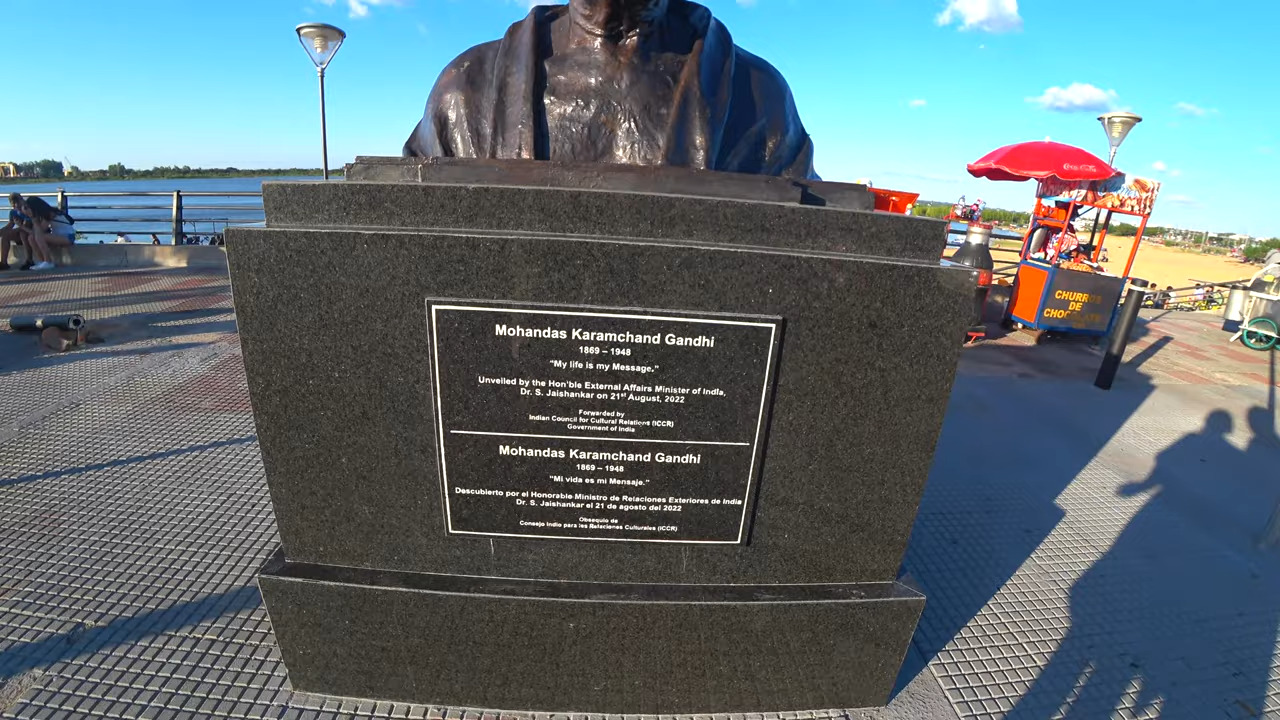 Mohandas Karamchand Gandhi
1869 – 1948
"My life is my Message."
Unveiled by the Hon'ble External Affairs Minister of India,
Dr. S. Jaishankar on 21st August, 2022
Forwarded by
Indian Council for Cultural Relations (ICCR)
Government of India
Mohandas Karamchand Gandhi
1869 – 1948
"Mi vida es mi Mensaje."
Descubierto por el Honorable Ministro de Relaciones Exteriores de India
Dr. S. Jaishankar el 21 de agosto del 2022
Obsequio de
Consejo Indio para las Relaciones Culturales (ICCR)
Coca-Cola
CHURROS
DE
CHOCOLATE